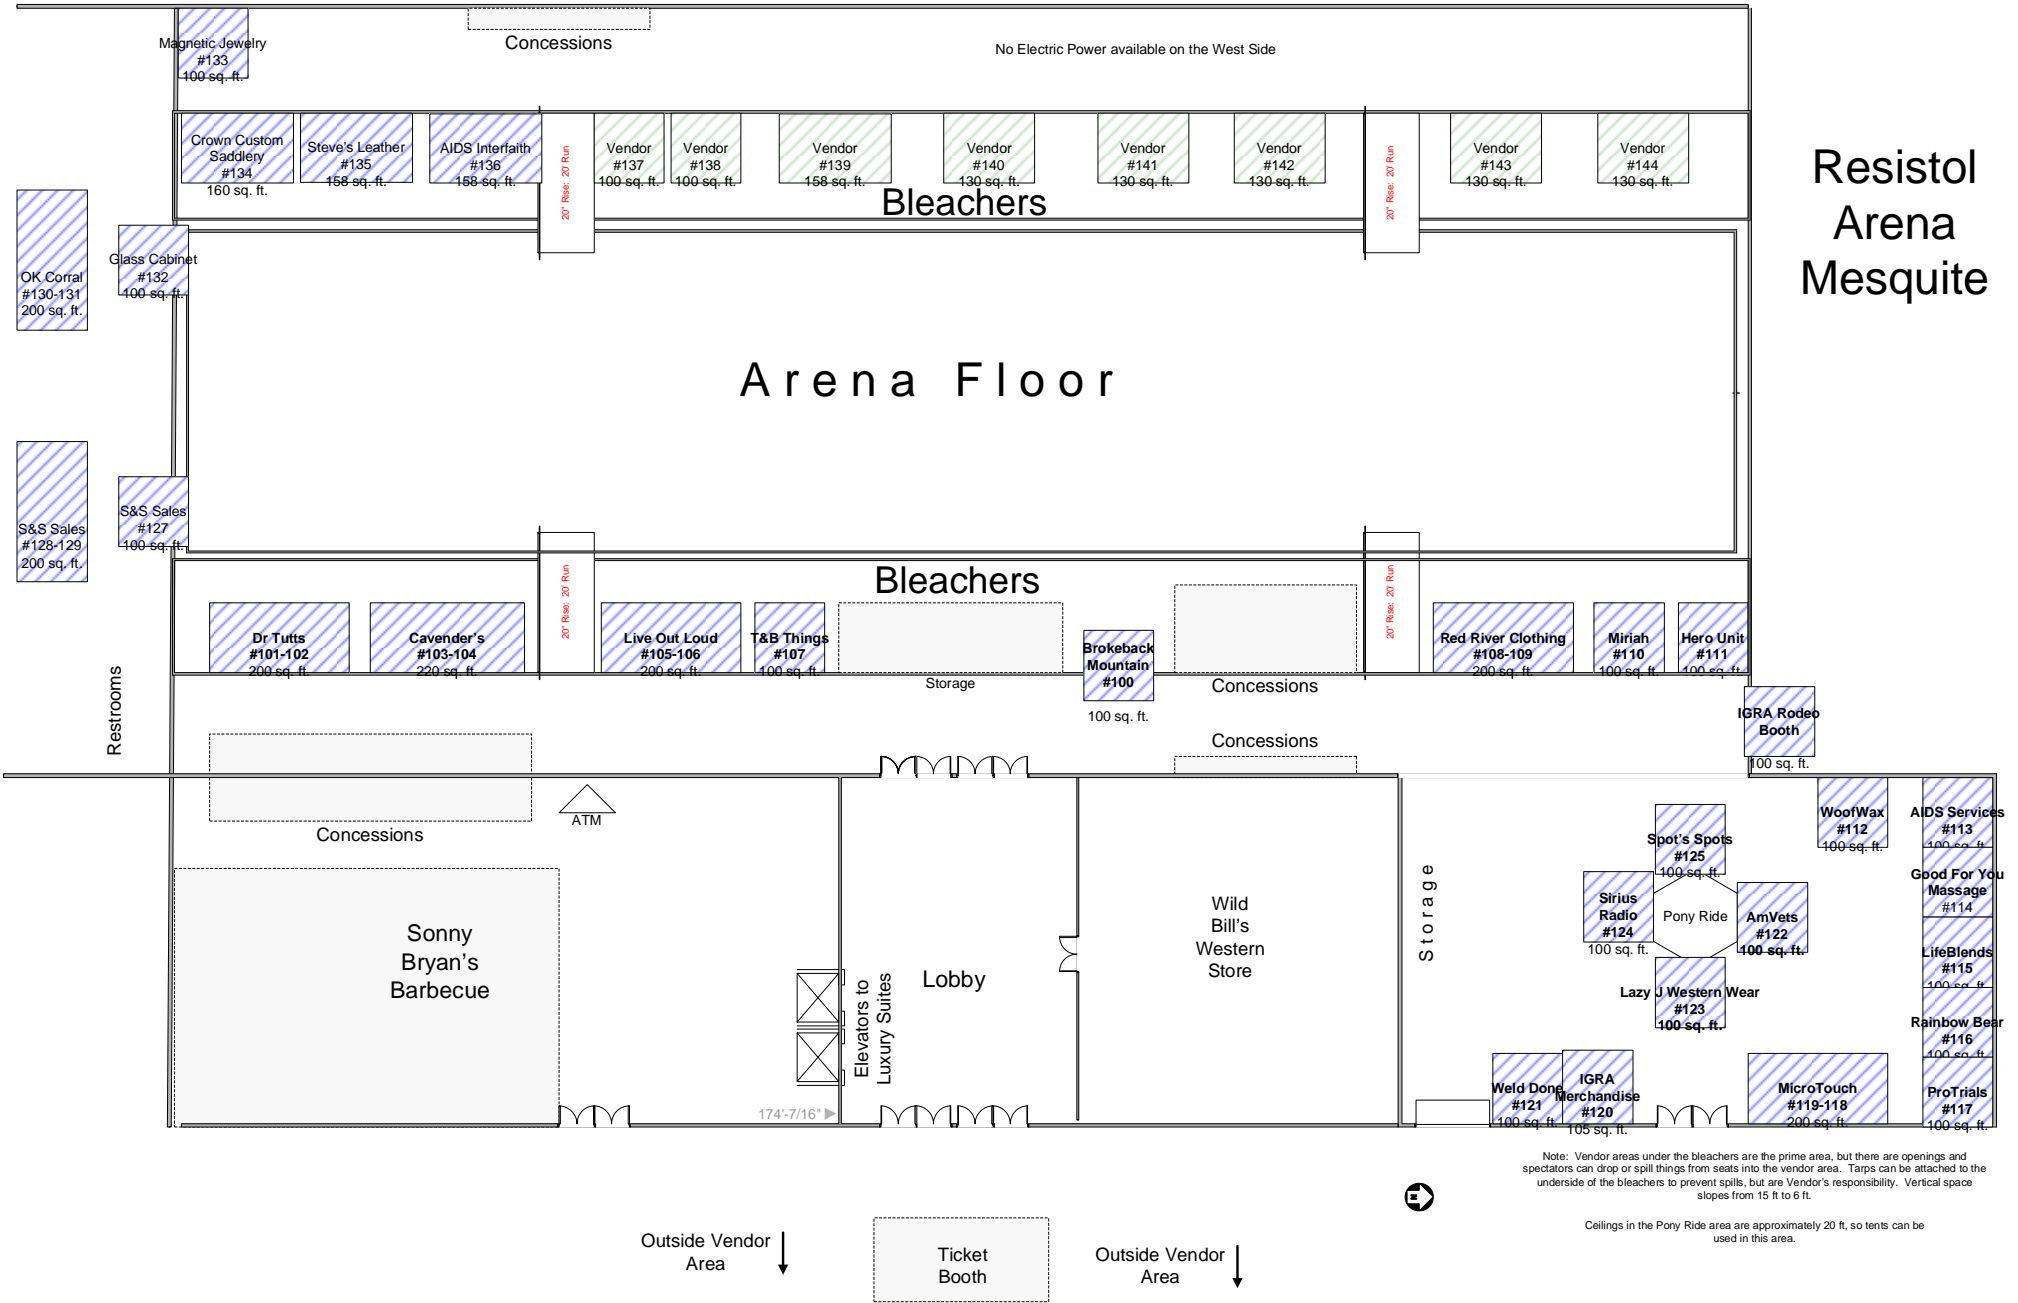 Magnetic Jewelry
#133
100 sq. ft.
Concessions
No Electric Power available on the West Side
Crown Custom
Saddlery
#134
160 sq. ft.
Steve's Leather
#135
158 sq. ft.
AIDS Interfaith
#136
158 sq. ft.
20" Rise: 20' Run
Vendor
#137
100 sq. ft.
Vendor
#138
100 sq. ft.
Vendor
#139
158 sq. ft.
Vendor
#140
130 sq. ft.
Vendor
#141
130 sq. ft.
Vendor
#142
130 sq. ft.
20" Rise: 20' Run
Vendor
#143
130 sq. ft.
Vendor
#144
130 sq. ft.
Bleachers
Resistol
Arena
Mesquite
OK Corral
#130-131
200 sq. ft.
Glass Cabinet
#132
100 sq. ft.
Arena Floor
S&S Sales
#128-129
200 sq. ft.
S&S Sales
#127
100 sq. ft.
Bleachers
Dr Tutts
#101-102
200 sq. ft.
Cavender's
#103-104
220 sq. ft.
20" Rise: 20' Run
Live Out Loud
#105-106
200 sq. ft.
T&B Things
#107
100 sq. ft.
Storage
Brokeback
Mountain
#100
100 sq. ft.
Concessions
20" Rise: 20' Run
Red River Clothing
#108-109
200 sq. ft.
Miriah
#110
100 sq. ft.
Hero Unit
#111
100 sq. ft.
Restrooms
IGRA Rodeo
Booth
100 sq. ft.
Concessions
Concessions
ATM
Sonny
Bryan's
Barbecue
Elevators to
Luxury Suites
174'-7/16"
Lobby
Wild
Bill's
Western
Store
Storage
Spot's Spots
#125
100 sq. ft.
Sirius
Radio
#124
100 sq. ft.
Pony Ride
AmVets
#122
100 sq. ft.
Lazy J Western Wear
#123
100 sq. ft.
WoofWax
#112
100 sq. ft.
AIDS Services
#113
100 sq. ft.
Good For You
Massage
#114
LifeBlends
#115
100 sq. ft.
Rainbow Bear
#116
100 sq. ft.
ProTrials
#117
100 sq. ft.
MicroTouch
#119-118
200 sq. ft.
Weld Done
#121
100 sq. ft.
IGRA
Merchandise
#120
105 sq. ft.
Note: Vendor areas under the bleachers are the prime area, but there are openings and
spectators can drop or spill things from seats into the vendor area. Tarps can be attached to the
underside of the bleachers to prevent spills, but are Vendor's responsibility. Vertical space
slopes from 15 ft to 6 ft.
Ceilings in the Pony Ride area are approximately 20 ft, so tents can be
used in this area.
N
Outside Vendor
Area
Ticket
Booth
Outside Vendor
Area